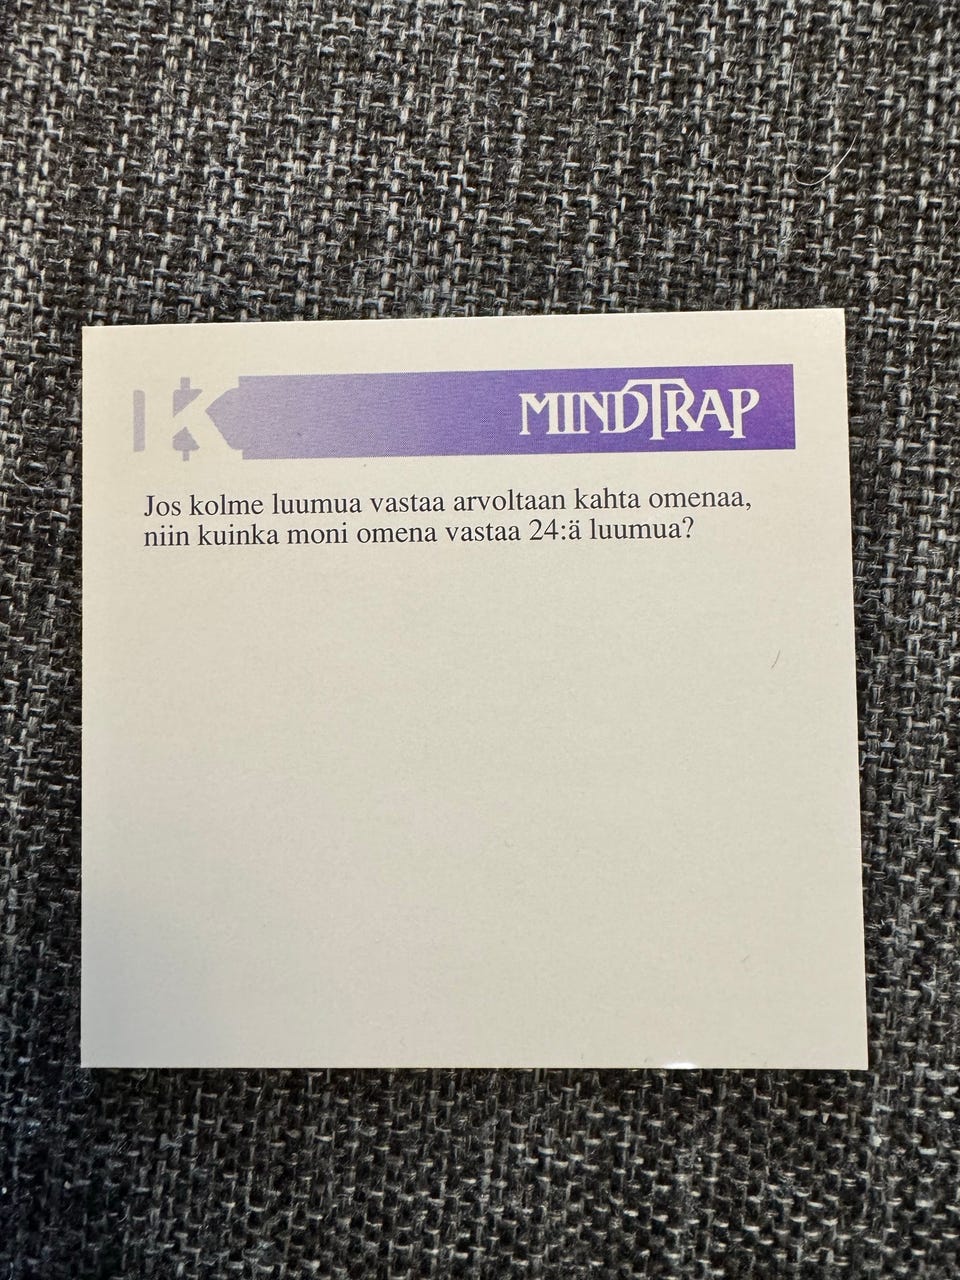 K
MINDTRAP
Jos kolme luumua vastaa arvoltaan kahta omenaa,
niin kuinka moni omena vastaa 24:ä luumua?